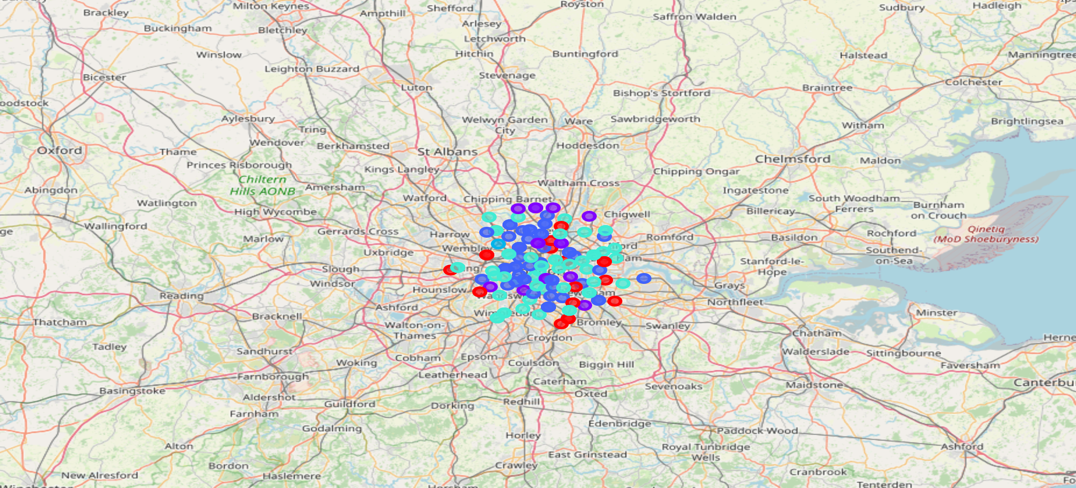 Brackley
Milton Keynes
Ampthill
Shefford
Royston
Saffron Walden
Sudbury
Hadleigh
Buckingham
Bletchley
Arlesey
Letchworth
Hitchin
Buntingford
Winslow
Leighton Buzzard
Stevenage
Halstead
Manningtree
Bicester
Luton
Bishop's Stortford
Braintree
Colchester
oodstock
Aylesbury
Tring
Welwyn Garden
City
Ware
Sawbridgeworth
Witham
Brightlingsea
Oxford
Thame
Wendover
Berkhamsted
St Albans
Hoddesdon
Chelmsford
Maldon
Princes Risborough
Kings Langley
Chipping Ongar
Abingdon
Chiltern
Hills AONB
Amersham
Waltham Cross
Ingatestone
Watlington
High Wycombe
Watford
Chipping Barnet
Chigwell
Billericay
South Woodham
Ferrers
Burnham
on Crouch
Wallingford
Marlow
Gerrards Cross
Harrow
Romford
Basildon
Rochford
Qinetiq
(MoD Shoeburyness)
Uxbridge
Wembley
Southend-
on-Sea
Slough
Windsor
Stanford-le-
Hope
Reading
Hounslow
Grays
Northfleet
Bracknell
Ashford
Minster
Thatcham
Walton-on-
Thames
Bromley
Swanley
Chatham
Herne
Tadley
Sandhurst
Croydon
Walderslade
Sittingbourne
Faversham
Woking
Cobham
Epsom
Coulsdon
Biggin Hill
Farnborough
Leatherhead
Caterham
Sevenoaks
Maidstone
Canterbu
Basingstoke
Aldershot
Guildford
Dorking
Redhill
Oxted
Farnham
Godalming
Edenbridge
Paddock Wood
Alton
Horley
Royal Tunbridge
Wells
Ashford
Bordon
East Grinstead
New Alresford
Haslemere
Crawley
Cranbrook
Tenterden